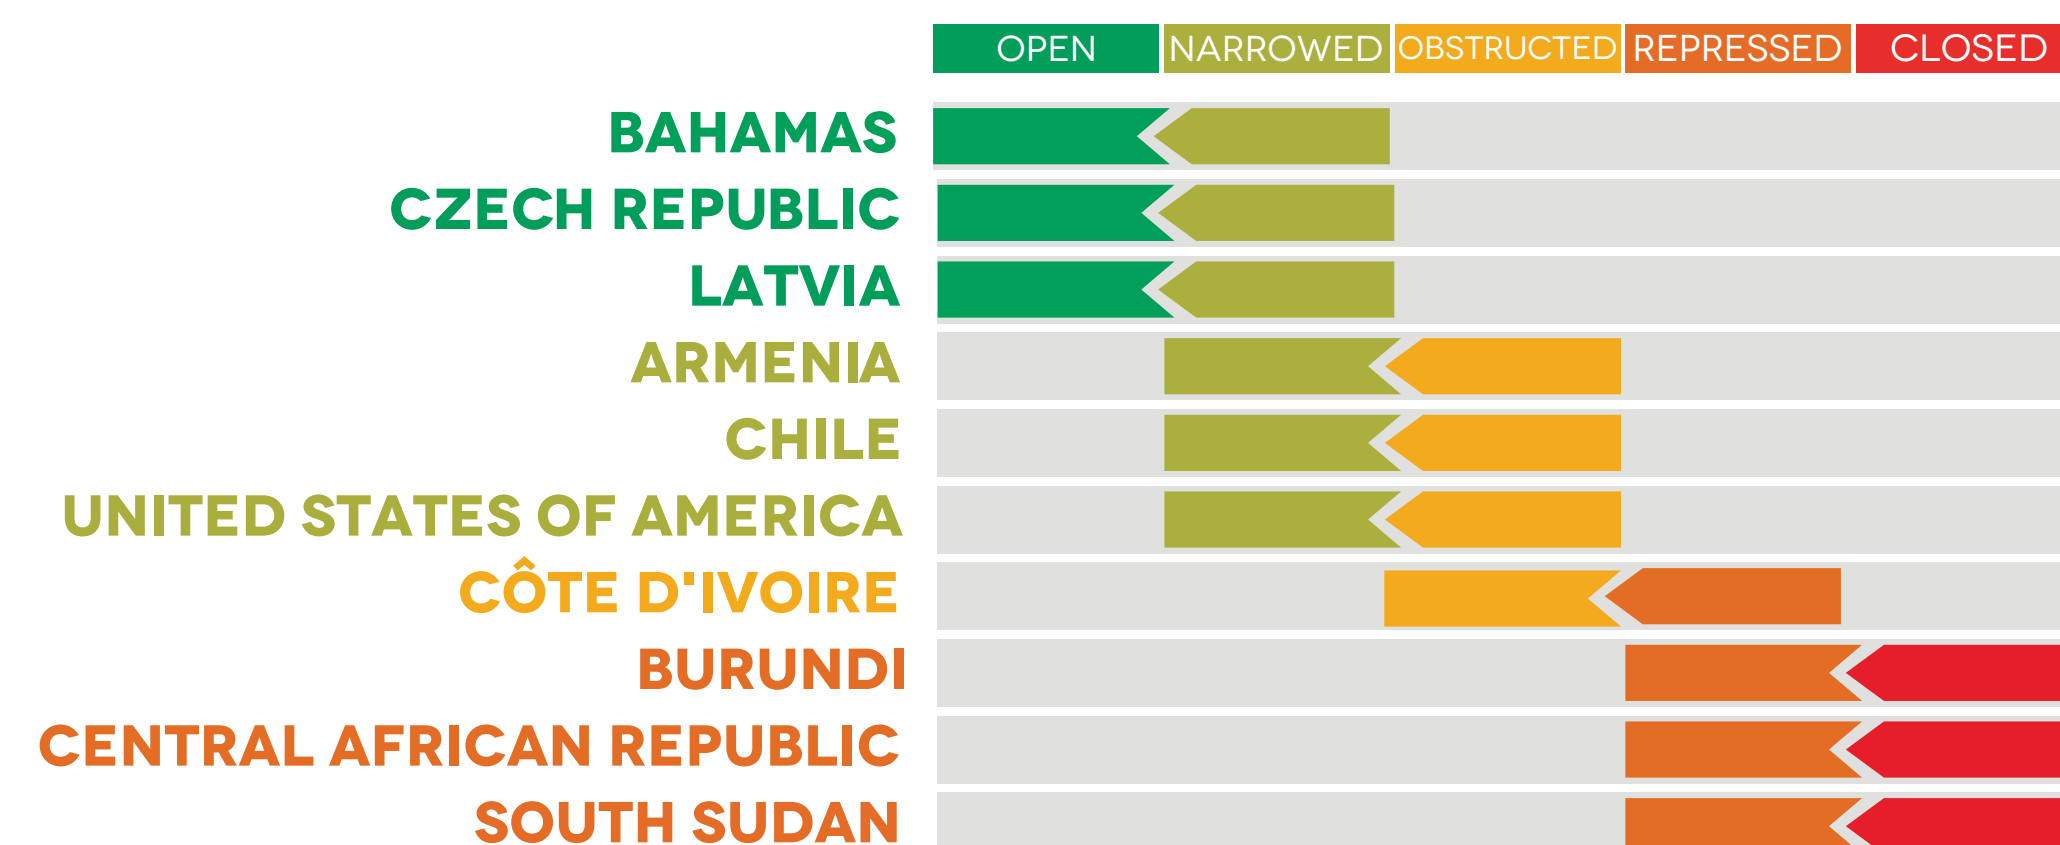 OPEN NARROWED OBSTRUCTED REPRESSED CLOSED
BAHAMAS
CZECH REPUBLIC
LATVIA
ARMENIA
CHILE
UNITED STATES OF AMERICA
CÔTE D'IVOIRE
BURUNDI
CENTRAL AFRICAN REPUBLIC
SOUTH SUDAN